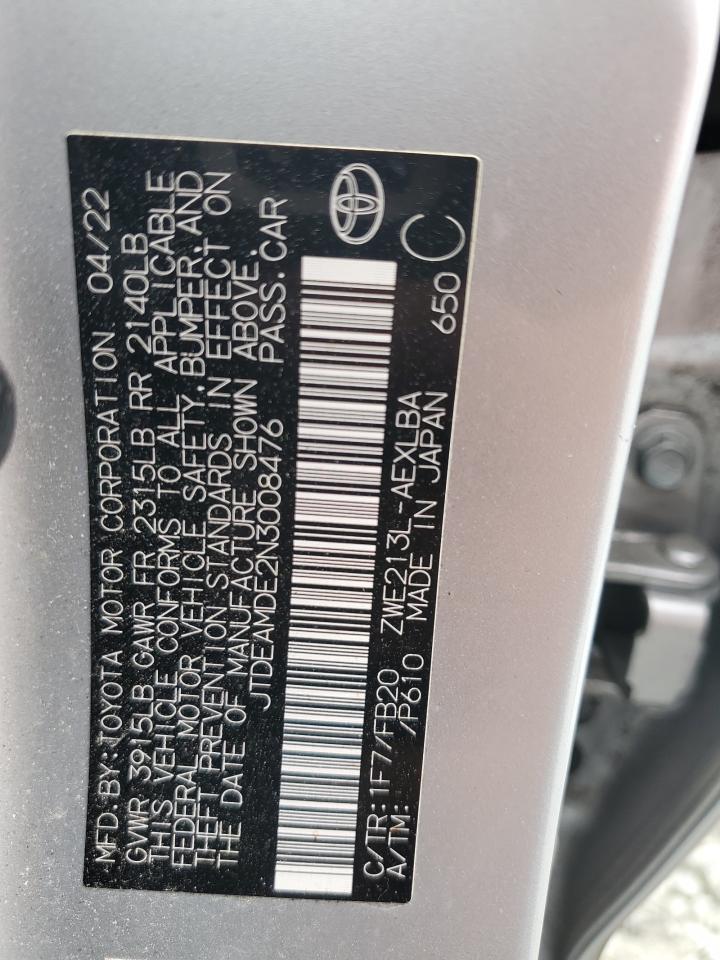 MFD. BY: TOYOTA MOTOR CORPORATION 04/22
GVWR 3915LB GAWR FR 2315LB RR 2140LB
THIS VEHICLE CONFORMS TO ALL APPLICABLE
FEDERAL MOTOR VEHICLE SAFETY, BUMPER, AND
THEFT PREVENTION STANDARDS IN EFFECT ON
THE DATE OF MANUFACTURE SHOWN ABOVE.
JTDEAMDE2N3008476 PASS. CAR
C/TR: 1F7/FB20 ZWE213L-AEXLBA
A/TM: /P610 MADE IN JAPAN 650 C